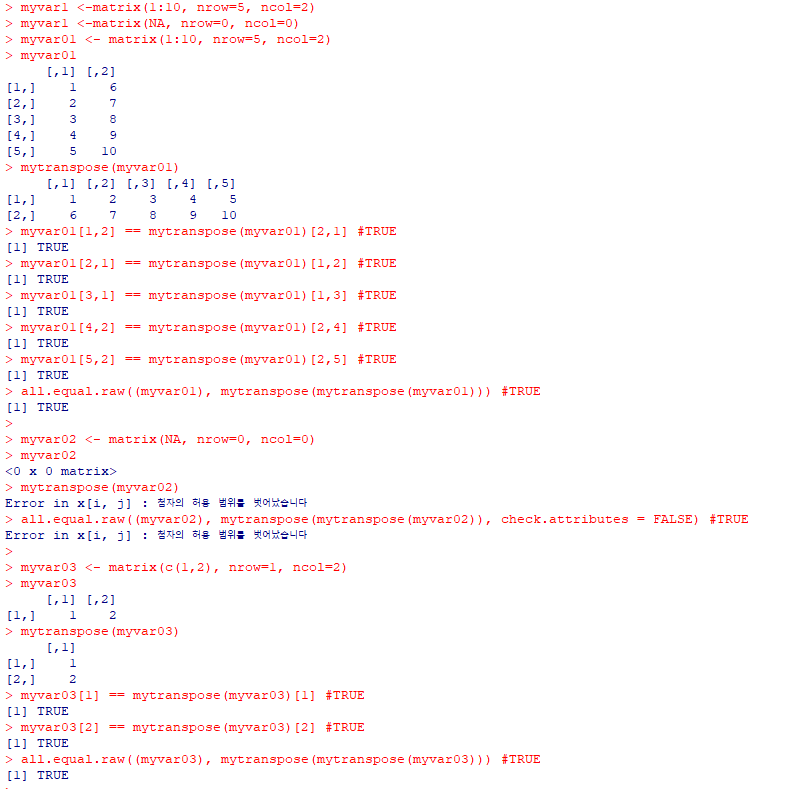 > myvar1 <-matrix(1:10, nrow=5, ncol=2)
> myvar1 <-matrix(NA, nrow=0, ncol=0)
> myvar01 <- matrix(1:10, nrow=5, ncol=2)
> myvar01
     [,1] [,2]
[1,]    1    6
[2,]    2    7
[3,]    3    8
[4,]    4    9
[5,]    5   10
> mytranspose(myvar01)
     [,1] [,2] [,3] [,4] [,5]
[1,]    1    2    3    4    5
[2,]    6    7    8    9   10
> myvar01[1,2] == mytranspose(myvar01)[2,1] #TRUE
[1] TRUE
> myvar01[2,1] == mytranspose(myvar01)[1,2] #TRUE
[1] TRUE
> myvar01[3,1] == mytranspose(myvar01)[1,3] #TRUE
[1] TRUE
> myvar01[4,2] == mytranspose(myvar01)[2,4] #TRUE
[1] TRUE
> myvar01[5,2] == mytranspose(myvar01)[2,5] #TRUE
[1] TRUE
> all.equal.raw((myvar01), mytranspose(mytranspose(myvar01))) #TRUE
[1] TRUE
>
> myvar02 <- matrix(NA, nrow=0, ncol=0)
> myvar02
<0 x 0 matrix>
> mytranspose(myvar02)
Error in x[i, j] : 첨자의 허용 범위를 벗어났습니다
> all.equal.raw((myvar02), mytranspose(mytranspose(myvar02)), check.attributes = FALSE) #TRUE
Error in x[i, j] : 첨자의 허용 범위를 벗어났습니다
>
> myvar03 <- matrix(c(1,2), nrow=1, ncol=2)
> myvar03
     [,1] [,2]
[1,]    1    2
> mytranspose(myvar03)
     [,1]
[1,]    1
[2,]    2
> myvar03[1] == mytranspose(myvar03)[1] #TRUE
[1] TRUE
> myvar03[2] == mytranspose(myvar03)[2] #TRUE
[1] TRUE
> all.equal.raw((myvar03), mytranspose(mytranspose(myvar03))) #TRUE
[1] TRUE